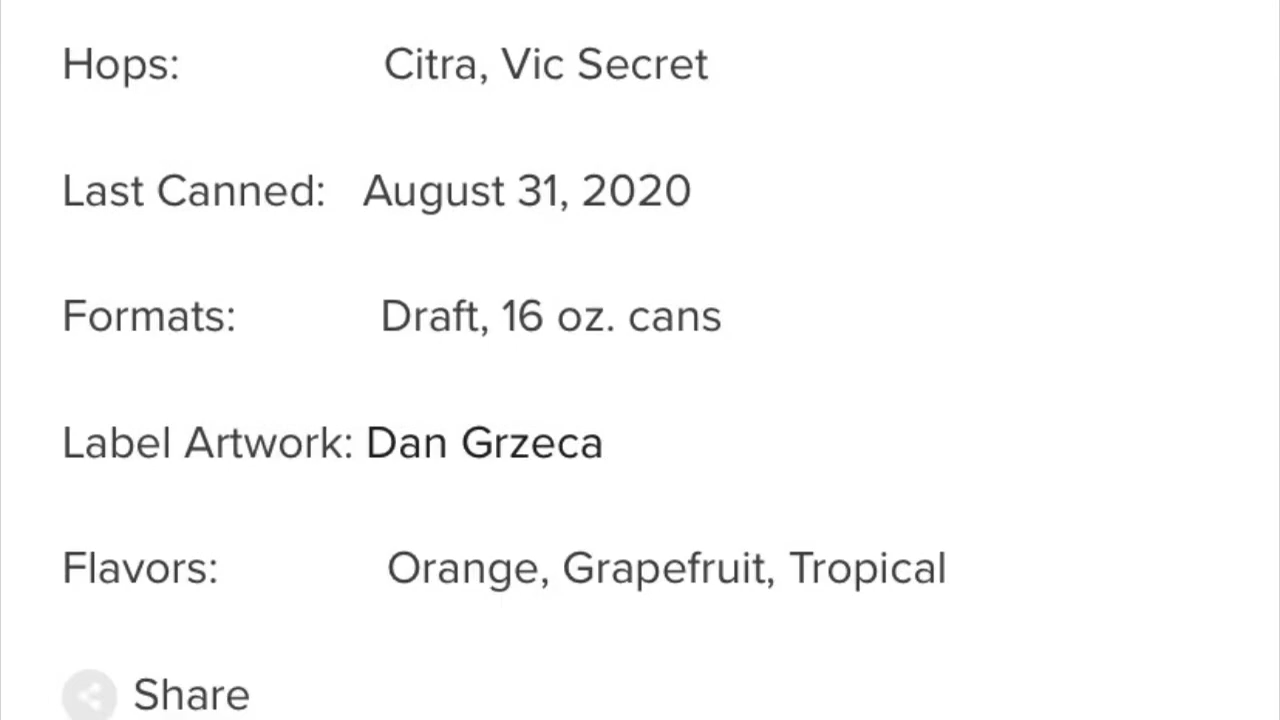 Hops: Citra, Vic Secret
Last Canned: August 31, 2020
Formats: Draft, 16 oz. cans
Label Artwork: Dan Grzeca
Flavors: Orange, Grapefruit, Tropical
Share